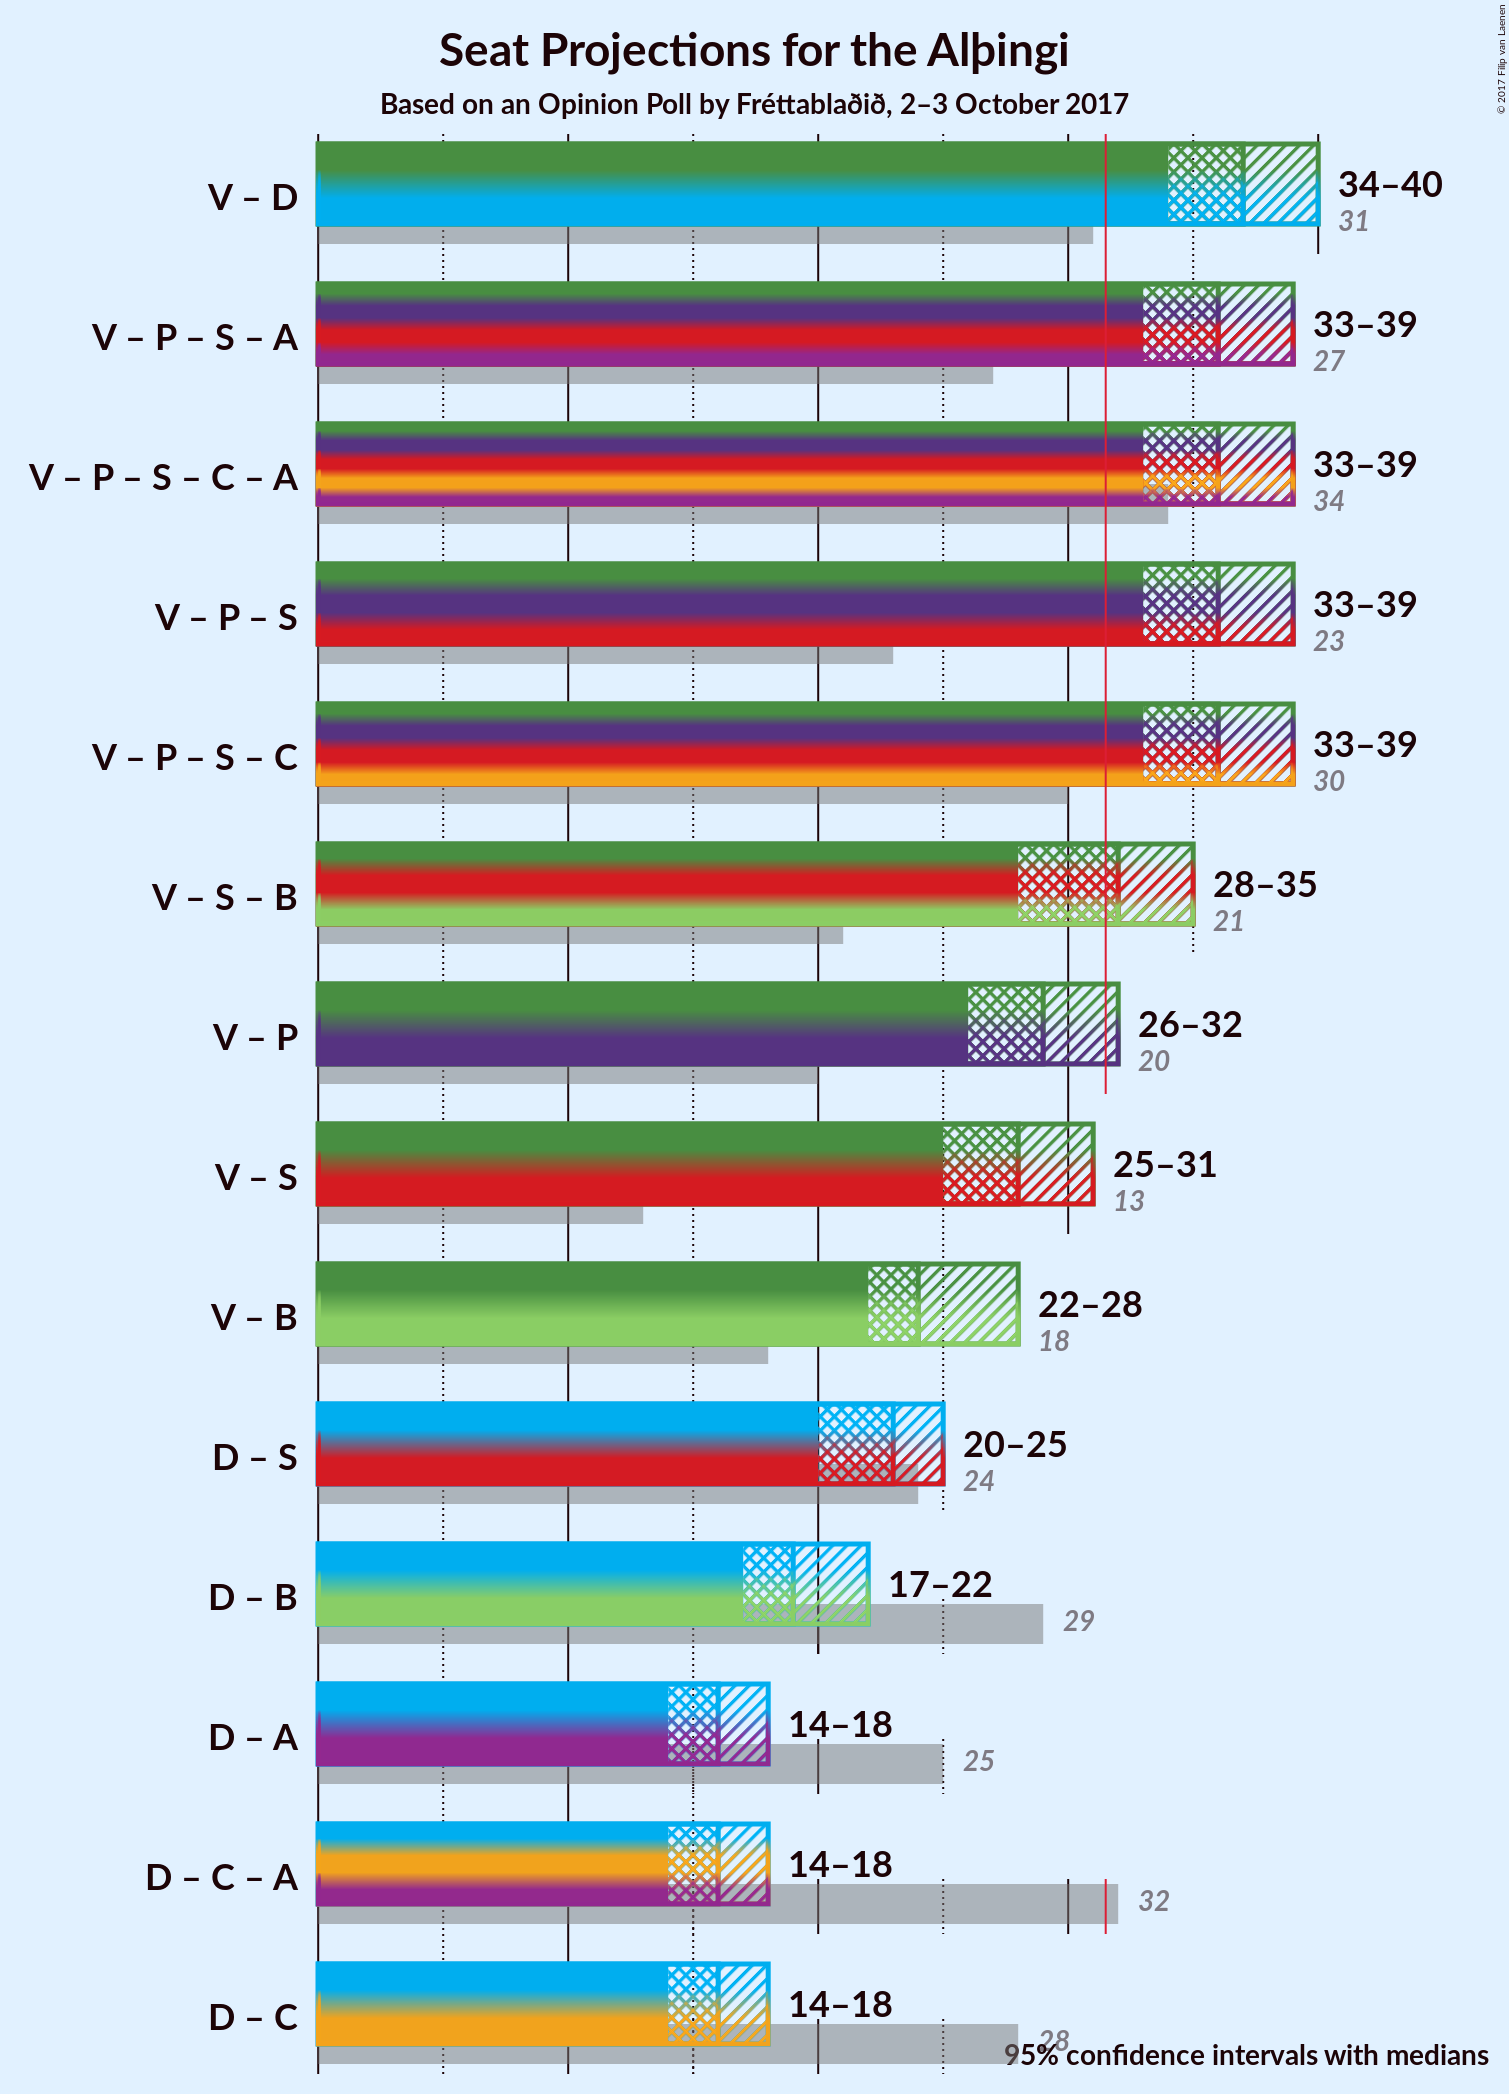 Seat Projections for the Alþingi
Based on an Opinion Poll by Fréttablaðið, 2–3 October 2017
© 2017 Filip van Laenen
V – D
34–40
31
V – P – S – A
33–39
27
V – P – S – C – A
33–39
34
V – P – S
33–39
23
V – P – S – C
33–39
30
V – S – B
28–35
21
V – P
26–32
20
V – S
25–31
13
V – B
22–28
18
D – S
20–25
24
D – B
17–22
29
D – A
14–18
25
D – C – A
14–18
32
D – C
14–18
28
95% confidence intervals with medians